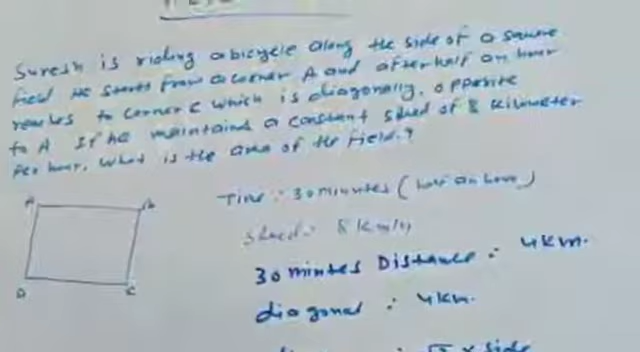 Suresh is riding a bicycle along the side of a square
field He starts from a corner A and after half an hour
reaches to corner C which is diagonally, opposite
to A If he maintains a constant speed of 8 kilometer
Per hour, What is the area of the field.?
A B
D C
Time : 30 minutes (half an hour)
Speed : 8 km/h
30 mintes Distance : 4km.
diagonal : 4km.
√2 x side